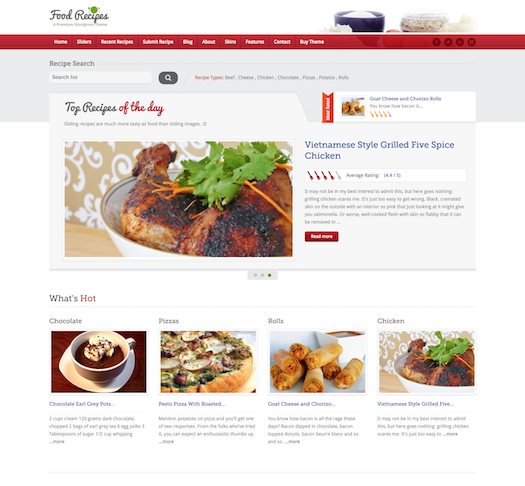 Food Recipes
A Premium Wordpress Theme
Home Sliders Recent Recipes Submit Recipe Blog About Skins Features Contact Buy Theme
Recipe Search
Search for
Recipe Types: Beef , Cheese , Chicken , Chocolate , Pizzas , Potatos , Rolls
Top Recipes of the day
Sliding recipes are much more tasty as food than sliding images. :D
Goat Cheese and Chorizo Rolls
You know how bacon is...
Vietnamese Style Grilled Five Spice
Chicken
Average Rating: (4.4 / 5)
It may not be in my best interest to admit this, but here goes nothing:
grilling chicken scares me. It's just too easy to get wrong. Black, cremated
skin on the outside with an interior so pink that just looking at it might give
you salmonella. Or worse, well-cooked flesh with skin so flabby that it can
be removed in ...
Read more
What's Hot
Chocolate
Pizzas
Rolls
Chicken
Chocolate Earl Grey Pots...
Pesto Pizza With Roasted...
Goat Cheese and Chorizo...
Vietnamese Style Grilled Five...
2 cups cream 120 grams dark chocolate,
chopped 2 bags of earl grey tea 6 egg yolks 3
Tablespoons of sugar 1/2 cup whipping
...more
Mention potatoes on pizza and you'll get one
of two responses. From the folks who've tried
it, you can expect an enthusiastic thumbs up.
...more
You know how bacon is all the rage these
days? Bacon dipped in chocolate, bacon
topped donuts, bacon beurre blanc and so
and so. ...more
It may not be in my best interest to admit
this, but here goes nothing: grilling chicken
scares me. It's just too easy to ...more